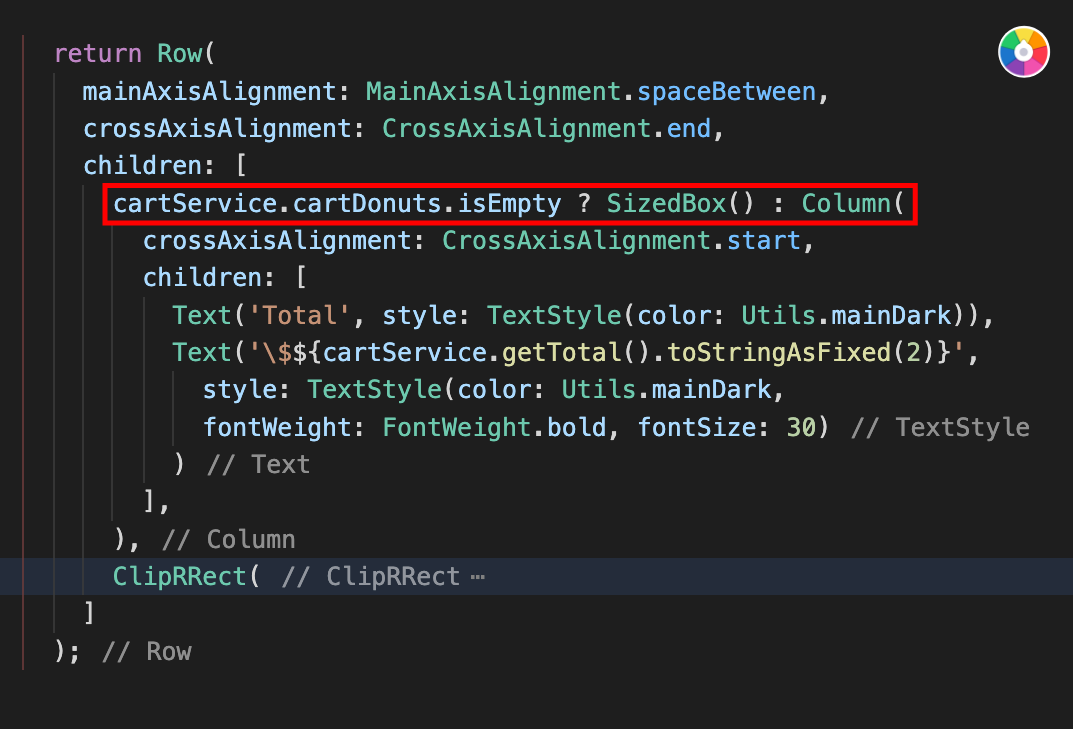 return Row(
mainAxisAlignment: MainAxisAlignment.spaceBetween,
crossAxisAlignment: CrossAxisAlignment.end,
children: [
cartService.cartDonuts.isEmpty ? SizedBox() : Column(
crossAxisAlignment: CrossAxisAlignment.start,
children: [
Text('Total', style: TextStyle(color: Utils.mainDark)),
Text('\$${cartService.getTotal().toStringAsFixed(2)}',
style: TextStyle(color: Utils.mainDark,
fontWeight: FontWeight.bold, fontSize: 30) // TextStyle
) // Text
],
), // Column
ClipRRect( // ClipRRect ⋯
]
); // Row